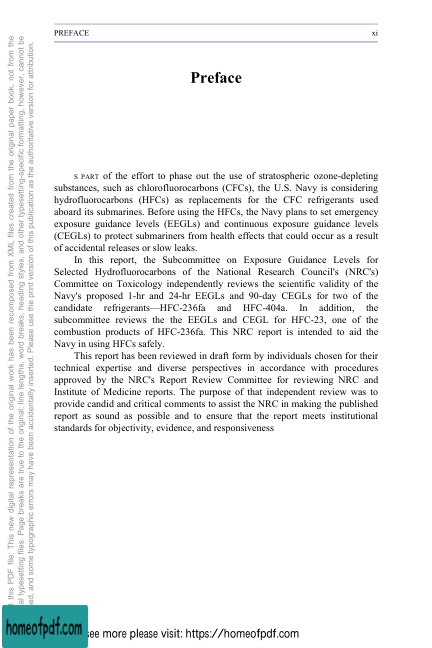 PREFACE xi
Preface
S PART of the effort to phase out the use of stratospheric ozone-depleting
substances, such as chlorofluorocarbons (CFCs), the U.S. Navy is considering
hydrofluorocarbons (HFCs) as replacements for the CFC refrigerants used
aboard its submarines. Before using the HFCs, the Navy plans to set emergency
exposure guidance levels (EEGLs) and continuous exposure guidance levels
(CEGLs) to protect submariners from health effects that could occur as a result
of accidental releases or slow leaks.
In this report, the Subcommittee on Exposure Guidance Levels for
Selected Hydrofluorocarbons of the National Research Council's (NRC's)
Committee on Toxicology independently reviews the scientific validity of the
Navy's proposed 1-hr and 24-hr EEGLs and 90-day CEGLs for two of the
candidate refrigerants—HFC-236fa and HFC-404a. In addition, the
subcommittee reviews the the EEGLs and CEGL for HFC-23, one of the
combustion products of HFC-236fa. This NRC report is intended to aid the
Navy in using HFCs safely.
This report has been reviewed in draft form by individuals chosen for their
technical expertise and diverse perspectives in accordance with procedures
approved by the NRC's Report Review Committee for reviewing NRC and
Institute of Medicine reports. The purpose of that independent review was to
provide candid and critical comments to assist the NRC in making the published
report as sound as possible and to ensure that the report meets institutional
standards for objectivity, evidence, and responsiveness
t this PDF file: This new digital representation of the original work has been recomposed from XML files created from the original paper book, not from the
al typesetting files. Page breaks are true to the original; line lengths, word breaks, heading styles, and other typesetting-specific formatting, however, cannot be
ed, and some typographic errors may have been accidentally inserted. Please use the print version of this publication as the authoritative version for attribution.
homeofpdf.com
see more please visit: https://homeofpdf.com